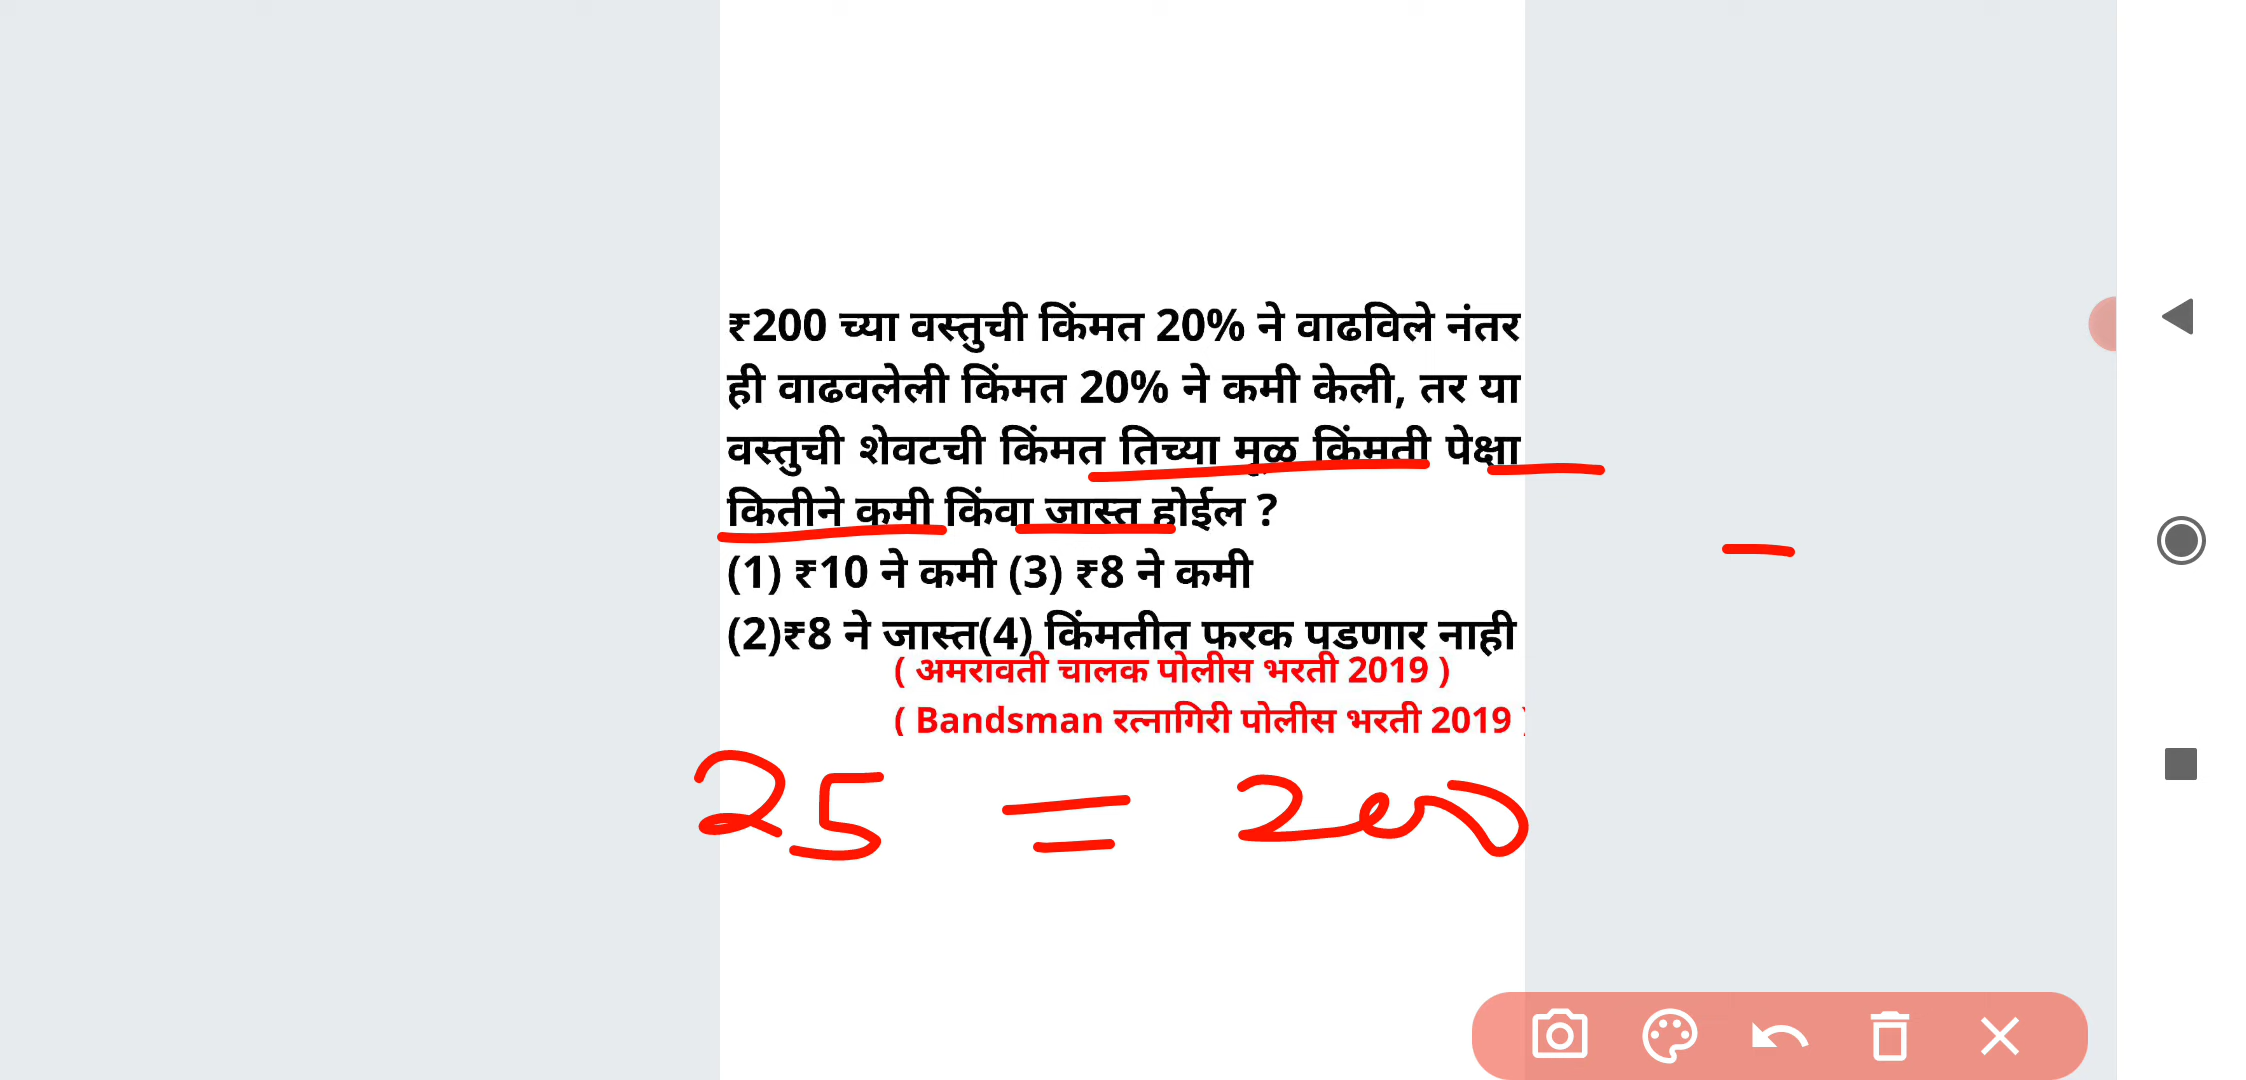 ₹200 च्या वस्तुची किंमत 20% ने वाढविले नंतर
ही वाढवलेली किंमत 20% ने कमी केली, तर या
वस्तुची शेवटची किंमत तिच्या मूळ किंमती पेक्षा
कितीने कमी किंवा जास्त होईल ?
(1) ₹10 ने कमी (3) ₹8 ने कमी
(2)₹8 ने जास्त(4) किंमतीत फरक पडणार नाही
( अमरावती चालक पोलीस भरती 2019 )
( Bandsman रत्नागिरी पोलीस भरती 2019 )
25 = 200